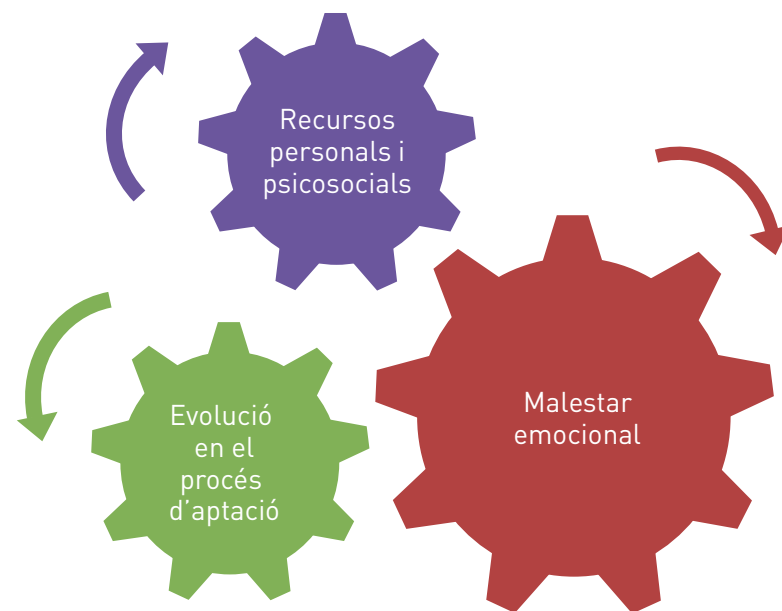 Recursos
personals i
psicosocials
Malestar
emocional
Evolució
en el
procés
d’aptació